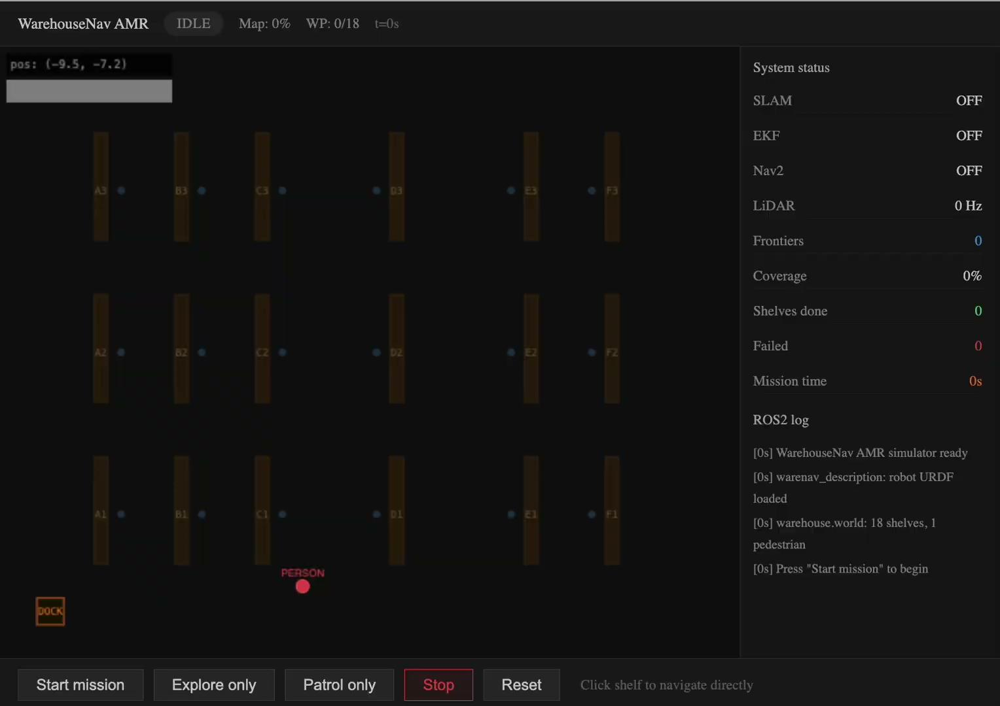 WarehouseNav AMR IDLE Map: 0% WP: 0/18 t=0s
pos: (-9.5, -7.2)
A3 B3 C3 D3 E3 F3
A2 B2 C2 D2 E2 F2
A1 B1 C1 D1 E1 F1
PERSON
DOCK
System status
SLAM OFF
EKF OFF
Nav2 OFF
LiDAR 0 Hz
Frontiers 0
Coverage 0%
Shelves done 0
Failed 0
Mission time 0s
ROS2 log
[0s] WarehouseNav AMR simulator ready
[0s] warenav_description: robot URDF
loaded
[0s] warehouse.world: 18 shelves, 1
pedestrian
[0s] Press "Start mission" to begin
Start mission Explore only Patrol only Stop Reset Click shelf to navigate directly